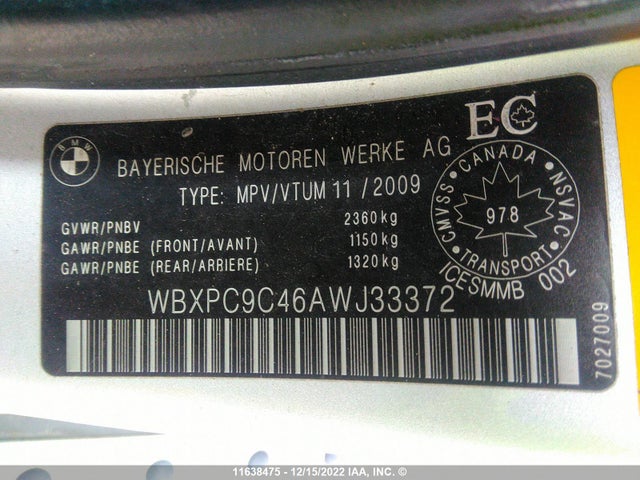 EC
BMW
BAYERISCHE MOTOREN WERKE AG
TYPE: MPV/VTUM 11 /2009
GVWR/PNBV 2360kg
GAWR/PNBE (FRONT/AVANT) 1150kg
GAWR/PNBE (REAR/ARRIERE) 1320kg
CMVSS • CANADA • NSVAC
978
TRANSPORT
ICESMMB 002
WBXPC9C46AWJ33372
7027009
11638475 - 12/15/2022 IAA, INC. ©